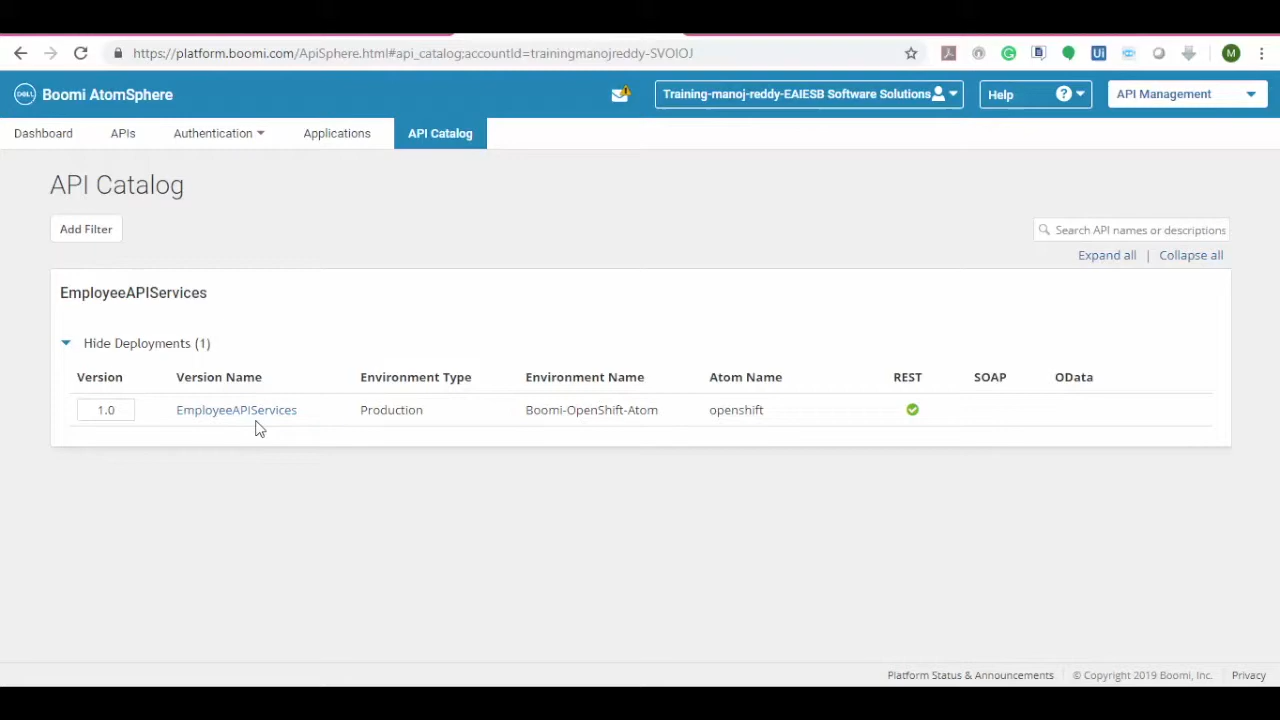 https://platform.boomi.com/ApiSphere.html#api_catalog;accountId=trainingmanojreddy-SVOIOJ
Ui
M
DELL
Boomi AtomSphere
Training-manoj-reddy-EAIESB Software Solutions
Help
?
API Management
Dashboard
APIs
Authentication
Applications
API Catalog
API Catalog
Add Filter
Search API names or descriptions
Expand all | Collapse all
EmployeeAPIServices
Hide Deployments (1)
Version Version Name Environment Type Environment Name Atom Name REST SOAP OData
1.0 EmployeeAPIServices Production Boomi-OpenShift-Atom openshift
Platform Status & Announcements | © Copyright 2019 Boomi, Inc. | Privacy